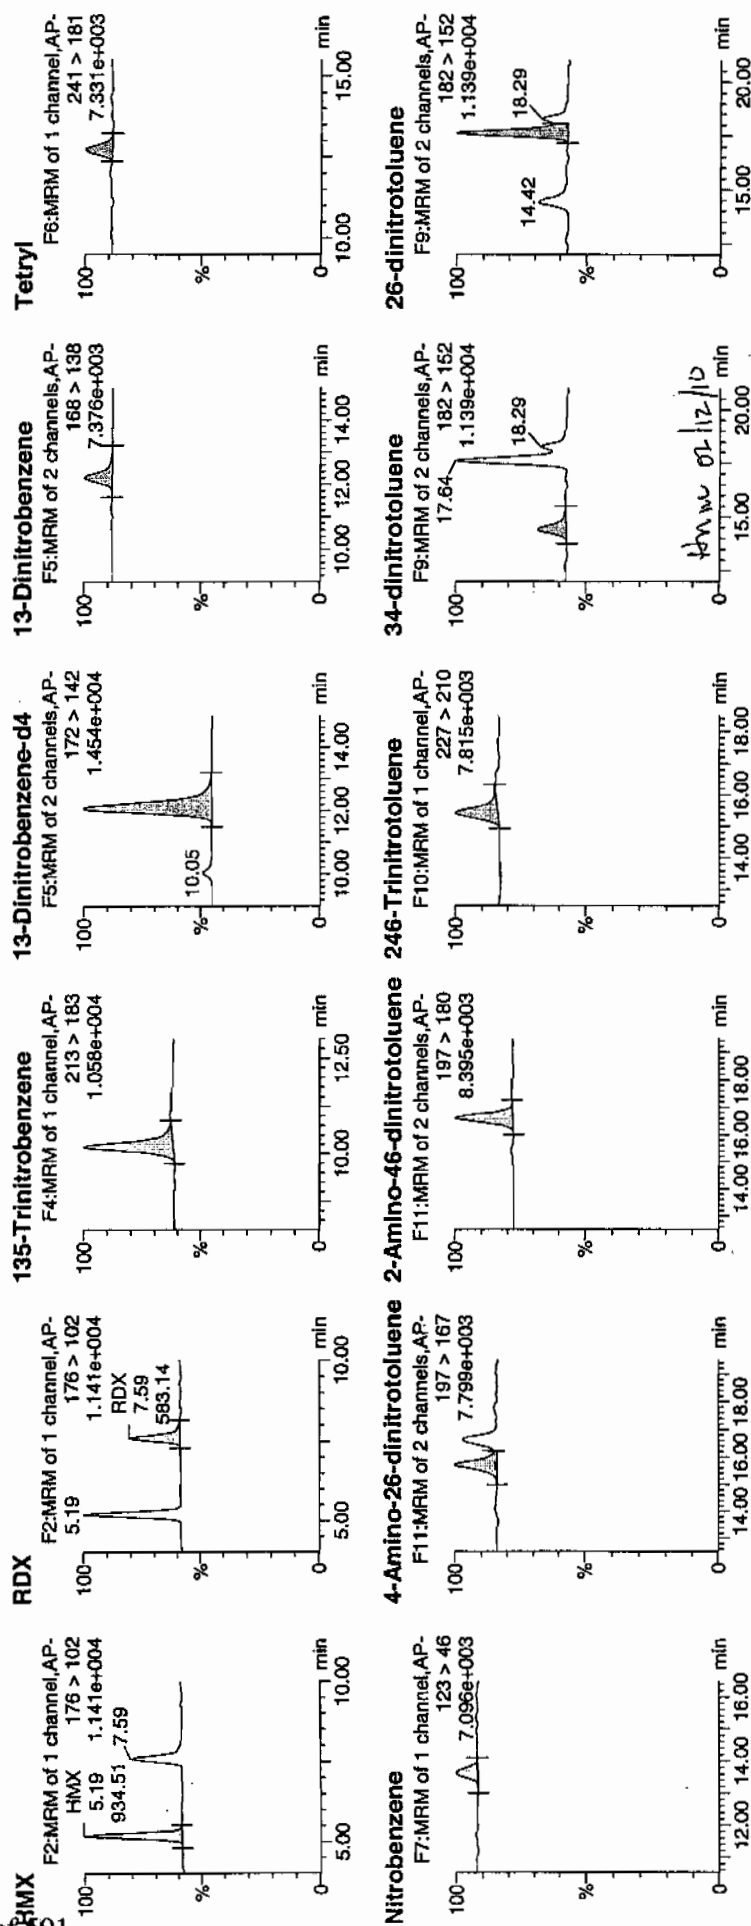 HMX
F2:MRM of 1 channel,AP-
HMX 176 > 102
5.19 1.141e+004
934.51 7.59
100
%
0
5.00 10.00 min
RDX
F2:MRM of 1 channel,AP-
5.19 176 > 102
1.141e+004
RDX
7.59
583.14
100
%
0
5.00 10.00 min
135-Trinitrobenzene
F4:MRM of 1 channel,AP-
213 > 183
1.058e+004
100
%
0
10.00 12.50 min
13-Dinitrobenzene-d4
F5:MRM of 2 channels,AP-
172 > 142
1.454e+004
10.05
100
%
0
10.00 12.00 14.00 min
13-Dinitrobenzene
F5:MRM of 2 channels,AP-
168 > 138
7.376e+003
100
%
0
10.00 12.00 14.00 min
Tetryl
F6:MRM of 1 channel,AP-
241 > 181
7.331e+003
100
%
0
10.00 15.00 min
Nitrobenzene
F7:MRM of 1 channel,AP-
123 > 46
7.096e+003
100
%
0
12.00 14.00 16.00 min
4-Amino-26-dinitrotoluene
F11:MRM of 2 channels,AP-
197 > 167
7.799e+003
100
%
0
14.00 16.00 18.00 min
2-Amino-46-dinitrotoluene
F11:MRM of 2 channels,AP-
197 > 180
8.395e+003
100
%
0
14.00 16.00 18.00 min
246-Trinitrotoluene
F10:MRM of 1 channel,AP-
227 > 210
7.815e+003
100
%
0
14.00 16.00 18.00 min
34-dinitrotoluene
F9:MRM of 2 channels,AP-
17.64 182 > 152
1.139e+004
18.29
100
%
0
15.00 20.00 min
02/12/10
26-dinitrotoluene
F9:MRM of 2 channels,AP-
182 > 152
1.139e+004
14.42 18.29
100
%
0
15.00 20.00 min